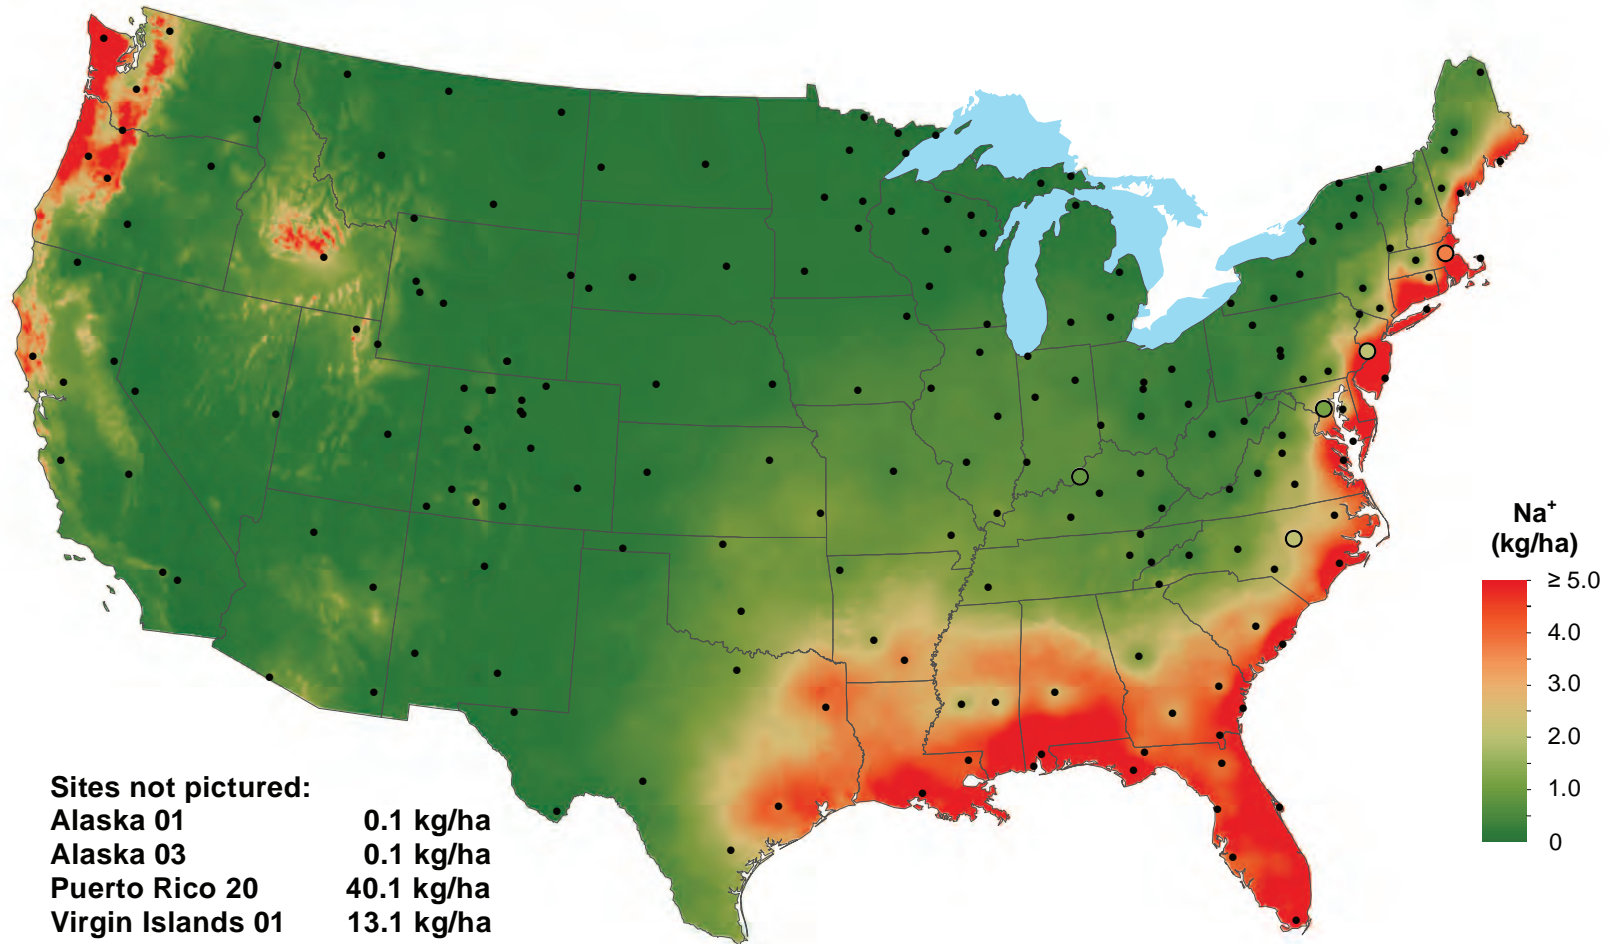 Na+
(kg/ha)
≥ 5.0
4.0
3.0
2.0
1.0
0
Sites not pictured:
Alaska 01 0.1 kg/ha
Alaska 03 0.1 kg/ha
Puerto Rico 20 40.1 kg/ha
Virgin Islands 01 13.1 kg/ha